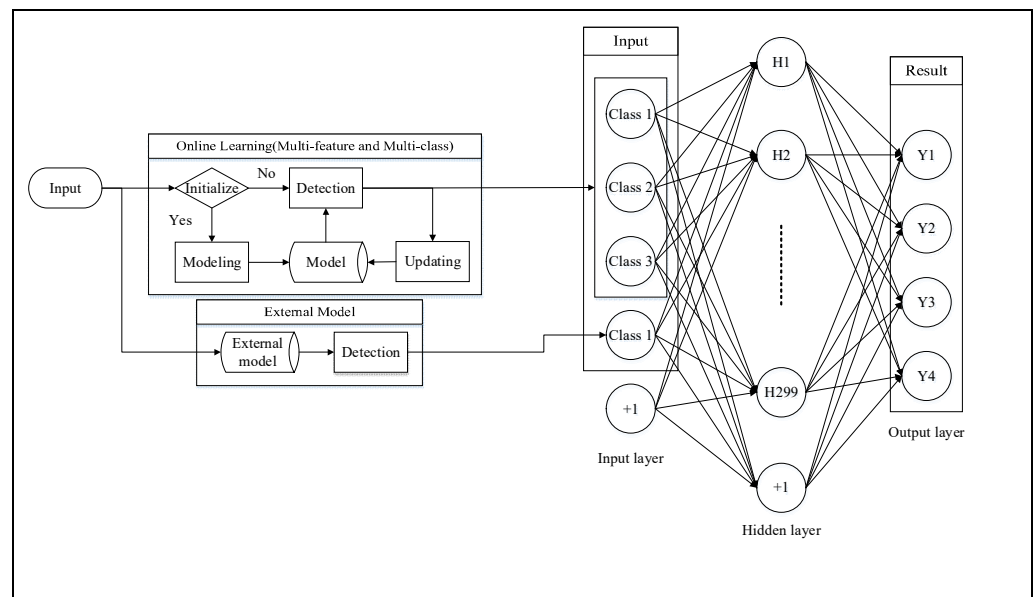 Input
Online Learning(Multi-feature and Multi-class)
Initialize
No
Detection
Yes
Modeling
Model
Updating
External Model
External
model
Detection
Input
Class 1
Class 2
Class 3
Class 1
+1
Input layer
H1
H2
H299
+1
Hidden layer
Result
Y1
Y2
Y3
Y4
Output layer